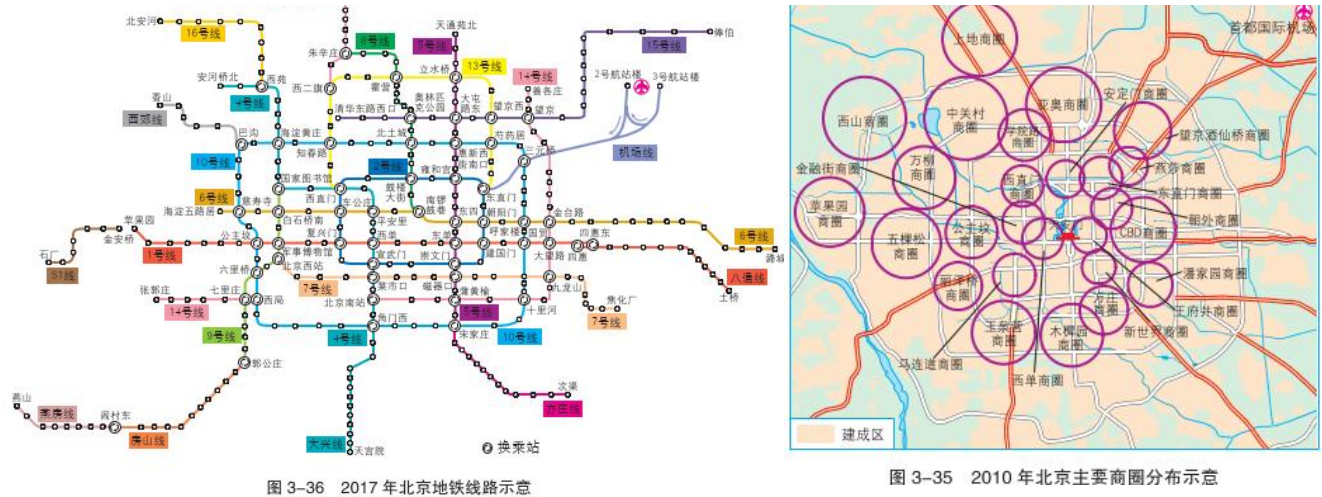 北安河
16号线
安河桥北
西苑
4号线
香山
西郊线
巴沟
海淀黄庄
10号线
6号线
海淀五路居
慈寿寺
国家图书馆
白石桥南
朱辛庄
8号线
西二旗
霍营
清华东路西口
知春路
北土城
奥林匹
克公园
天通苑北
5号线
立水桥
13号线
大屯
路东
望京西
14号线
善各庄
望京
15号线
俸伯
2号航站楼
3号航站楼
机场线
芍药居
三元桥
惠新西
街南口
2号线
雍和宫
鼓楼
大街
南锣
鼓巷
西直门
车公庄
平安里
东直门
朝阳门
东四
金台路
呼家楼
6号线
潞城
苹果园
金安桥
石厂
S1线
1号线
公主坟
军事博物馆
复兴门
西单
东单
国贸
大望路
四惠
四惠东
八通线
土桥
六里桥
北京西站
7号线
宣武门
崇文门
建国门
菜市口
磁器口
九龙山
焦化厂
7号线
张郭庄
七里庄
14号线
西局
北京南站
蒲黄榆
5号线
十里河
9号线
角门西
4号线
宋家庄
10号线
郭公庄
次渠
亦庄线
燕山
燕房线
阎村东
房山线
大兴线
天宫院
换乘站
图 3-36 2017 年北京地铁线路示意
首都国际机场
上地商圈
西山商圈
中关村
商圈
亚奥商圈
安定门商圈
学院路
商圈
望京酒仙桥商圈
金融街商圈
万柳
商圈
西直门
商圈
燕莎商圈
东直门商圈
苹果园
商圈
五棵松
商圈
公主坟
商圈
天安门
朝外商圈
CBD商圈
丽泽桥
商圈
潘家园商圈
方庄
商圈
王府井商圈
玉泉营
商圈
木樨园
商圈
新世界商圈
马连道商圈
西单商圈
建成区
图 3-35 2010 年北京主要商圈分布示意